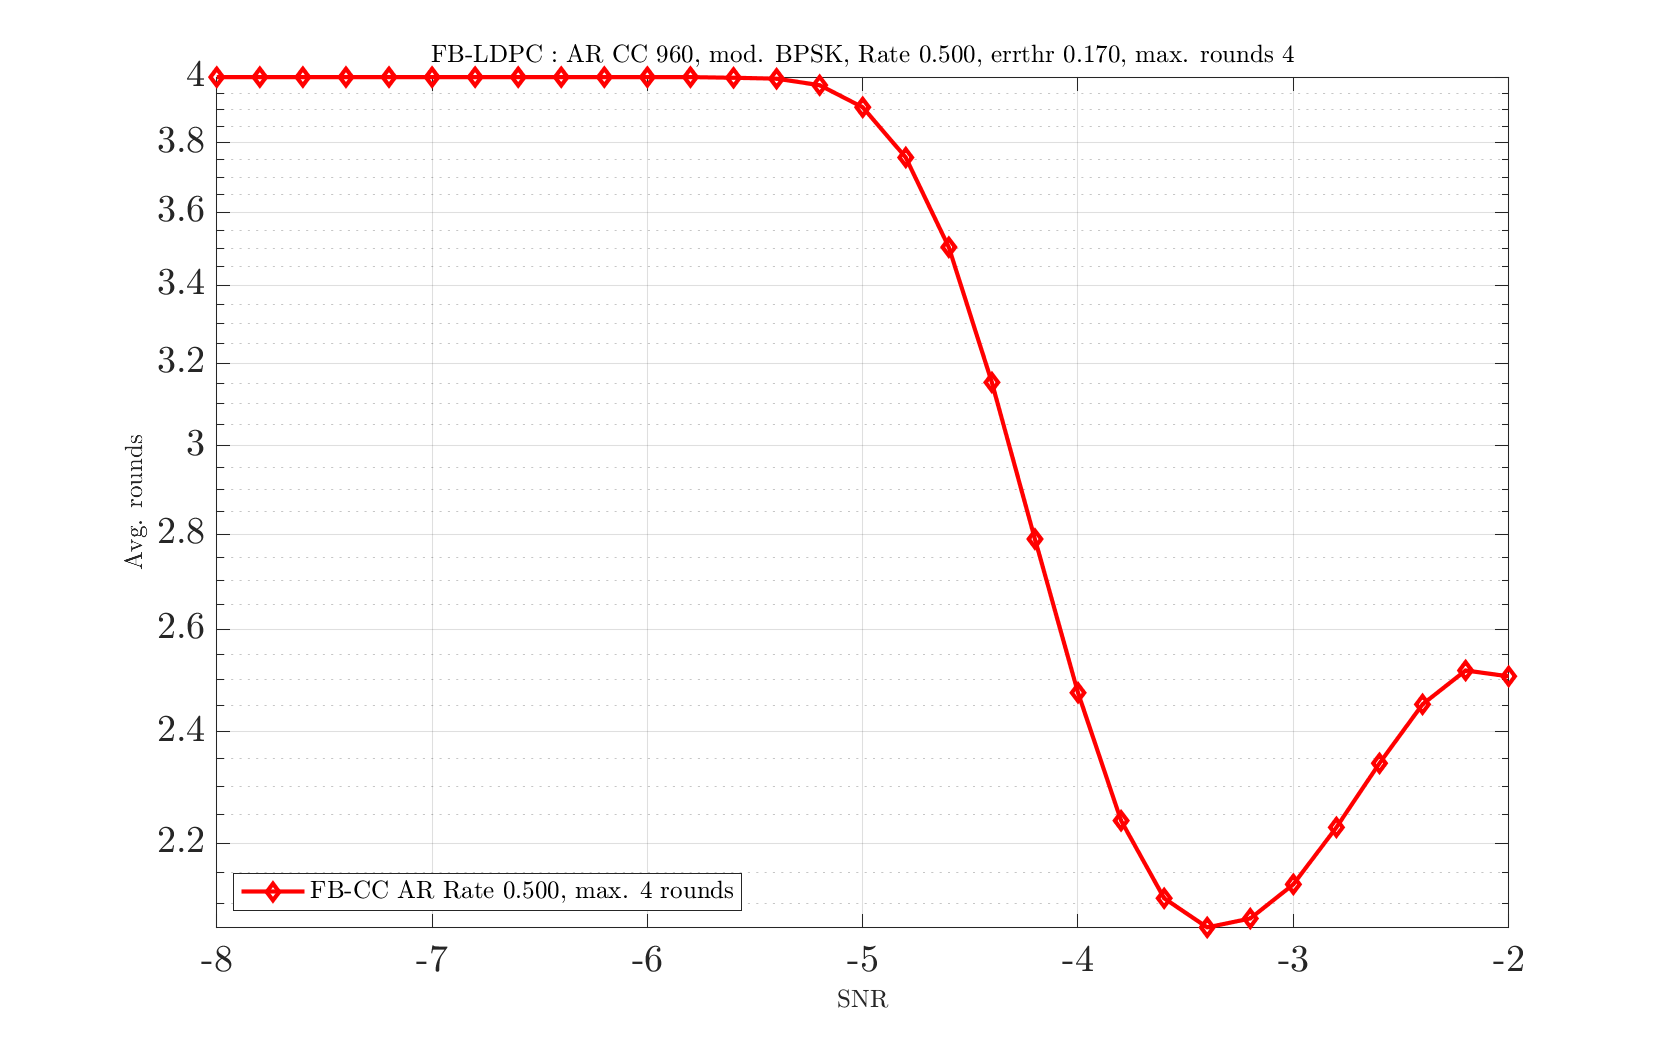 FB-LDPC : AR CC 960, mod. BPSK, Rate 0.500, errthr 0.170, max. rounds 4
4
3.8
3.6
3.4
3.2
3
2.8
2.6
2.4
2.2
Avg. rounds
FB-CC AR Rate 0.500, max. 4 rounds
-8 -7 -6 -5 -4 -3 -2
SNR